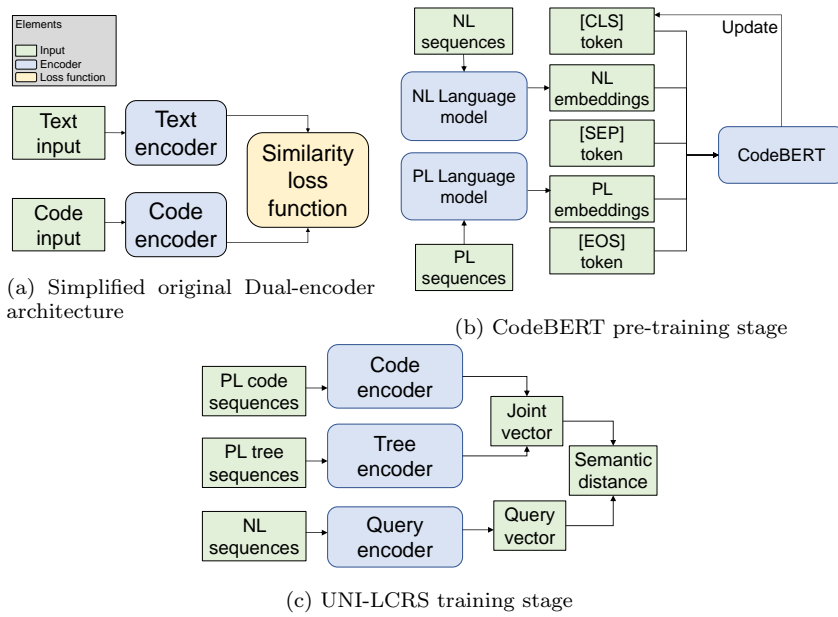 Elements
Input
Encoder
Loss function
Text
input
Text
encoder
Code
input
Code
encoder
Similarity
loss
function
(a) Simplified original Dual-encoder
architecture
NL
sequences
NL Language
model
PL Language
model
PL
sequences
[CLS]
token
NL
embeddings
[SEP]
token
PL
embeddings
[EOS]
token
Update
CodeBERT
(b) CodeBERT pre-training stage
PL code
sequences
Code
encoder
PL tree
sequences
Tree
encoder
NL
sequences
Query
encoder
Joint
vector
Query
vector
Semantic
distance
(c) UNI-LCRS training stage